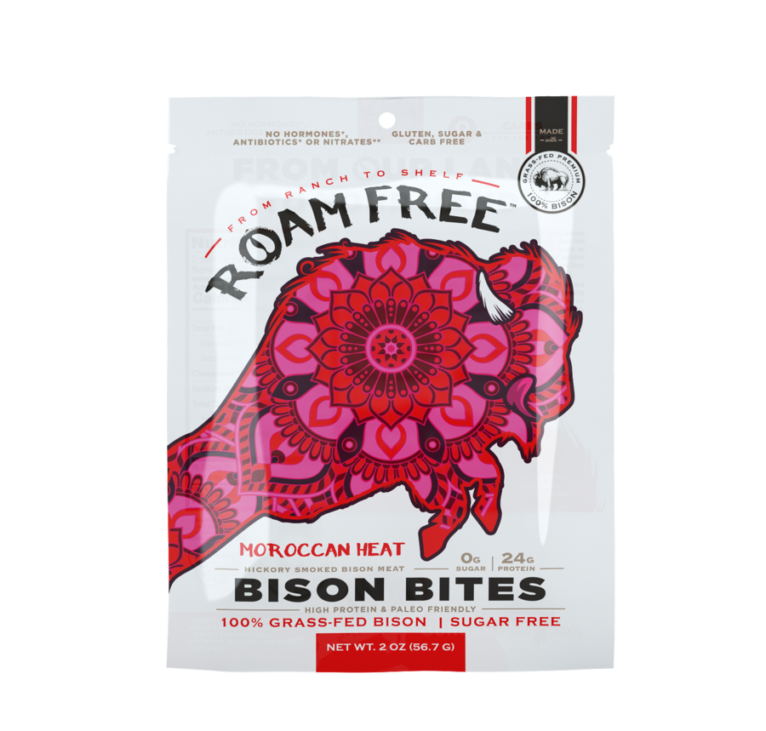 NO HORMONES*,
ANTIBIOTICS* OR NITRATES**
GLUTEN, SUGAR &
CARB FREE
MADE
GRASS-FED PREMIUM
100% BISON
FROM RANCH TO SHELF
ROAM FREE™
MOROCCAN HEAT
HICKORY SMOKED BISON MEAT
0G
SUGAR
24G
PROTEIN
BISON BITES
HIGH PROTEIN & PALEO FRIENDLY
100% GRASS-FED BISON | SUGAR FREE
NET WT. 2 OZ (56.7 G)